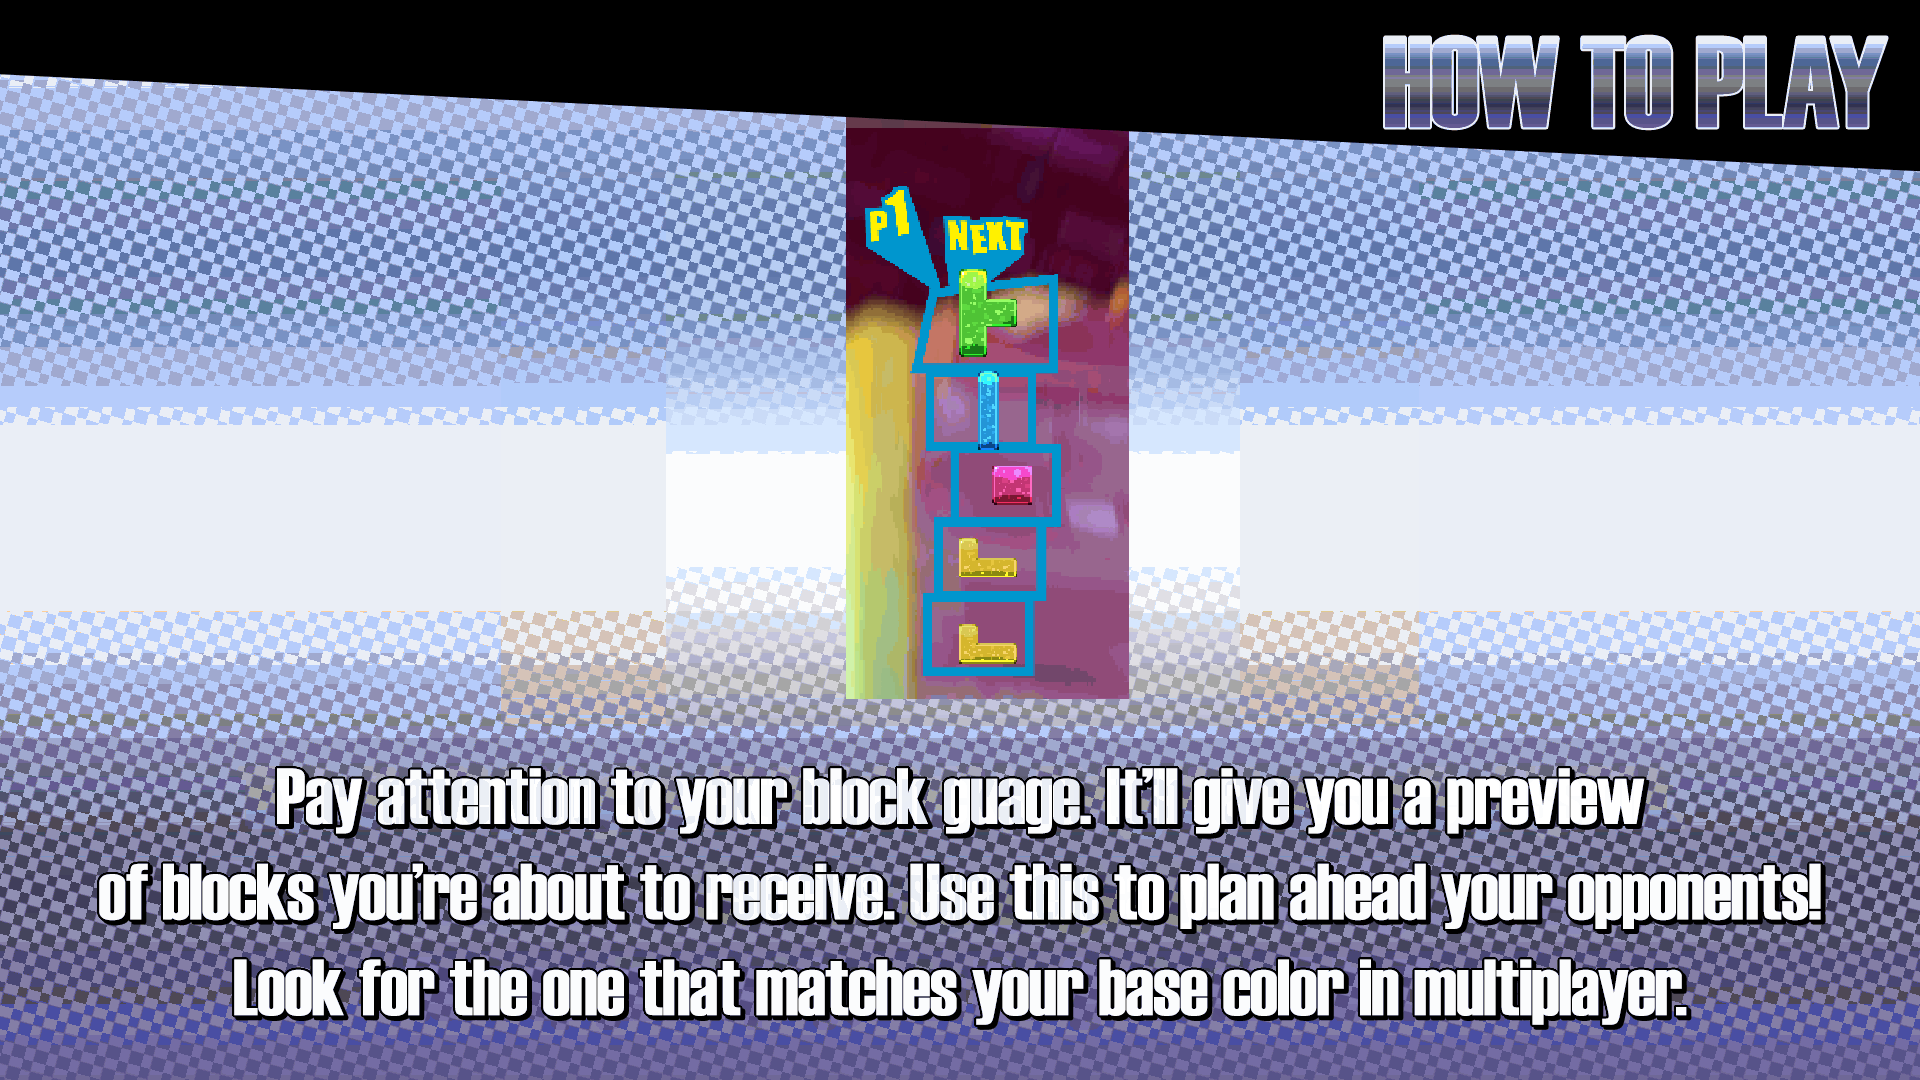 HOW TO PLAY
P1
NEXT
Pay attention to your block guage. It'll give you a preview
of blocks you're about to receive. Use this to plan ahead your opponents!
Look for the one that matches your base color in multiplayer.